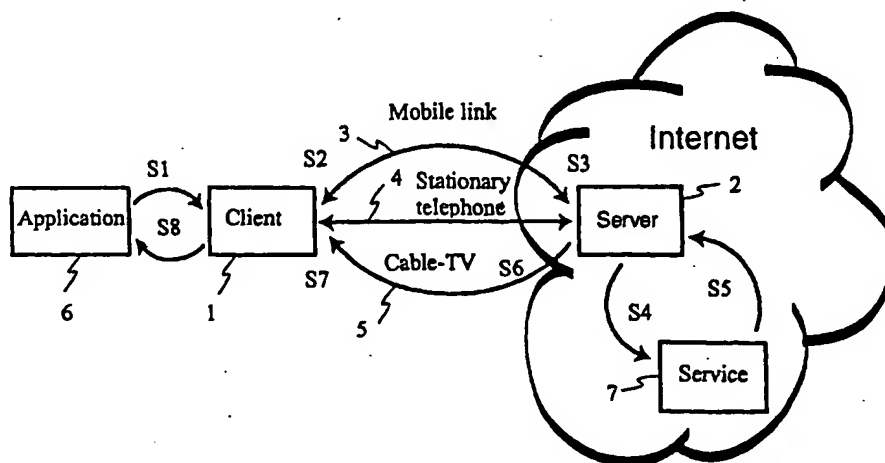 Mobile link
Internet
3
S1
S2
S3
4
Stationary
telephone
2
Application
S8
Client
Server
S7
Cable-TV
S6
S5
6
1
5
S4
7
Service